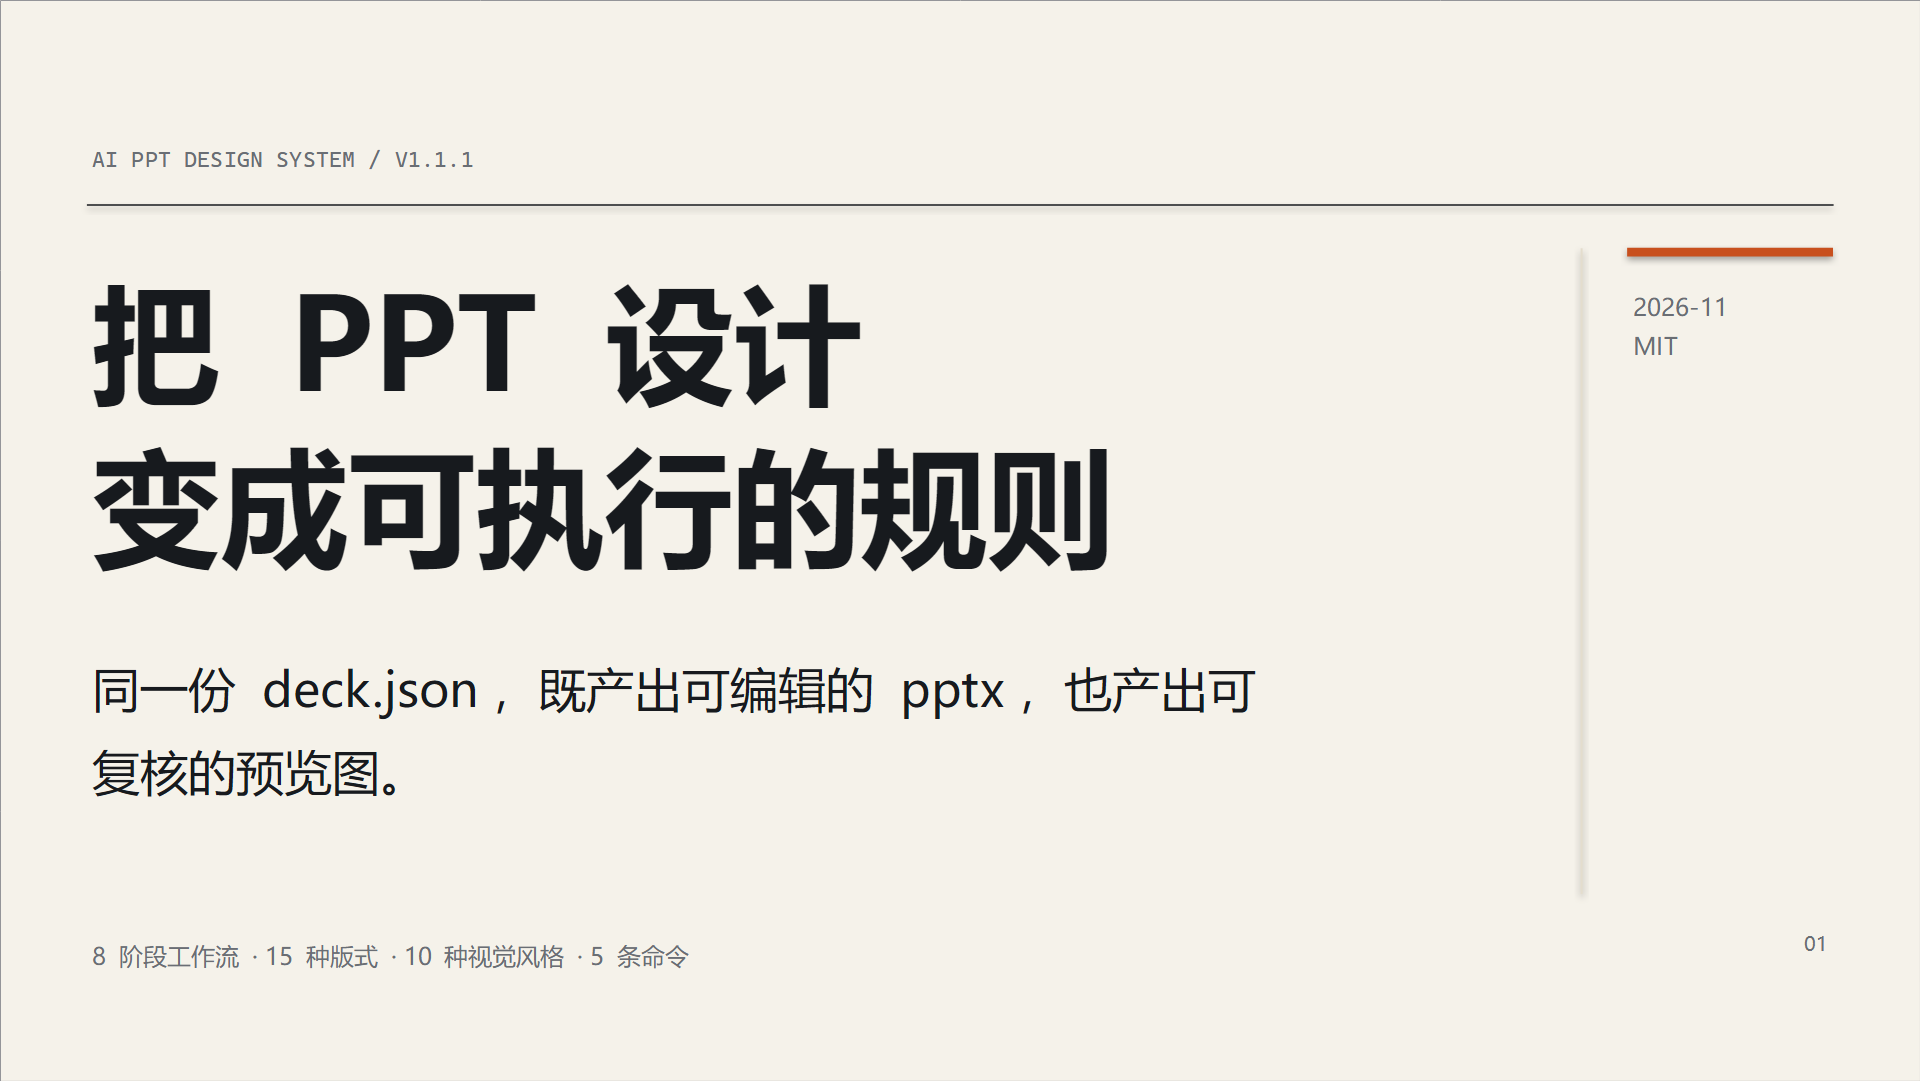 AI PPT DESIGN SYSTEM / V1.1.1
把 PPT 设计
变成可执行的规则
同一份 deck.json，既产出可编辑的 pptx，也产出可
复核的预览图。
2026-11
MIT
8 阶段工作流 · 15 种版式 · 10 种视觉风格 · 5 条命令
01